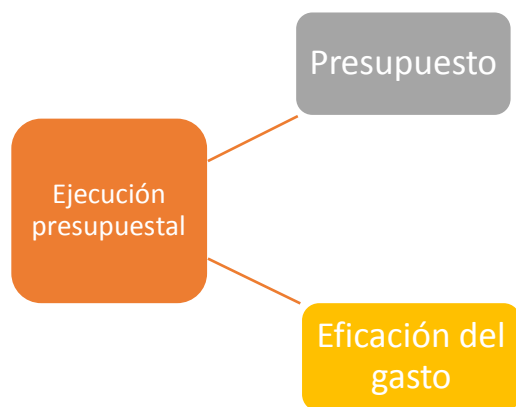 Presupuesto
Ejecución
presupuestal
Eficación del
gasto